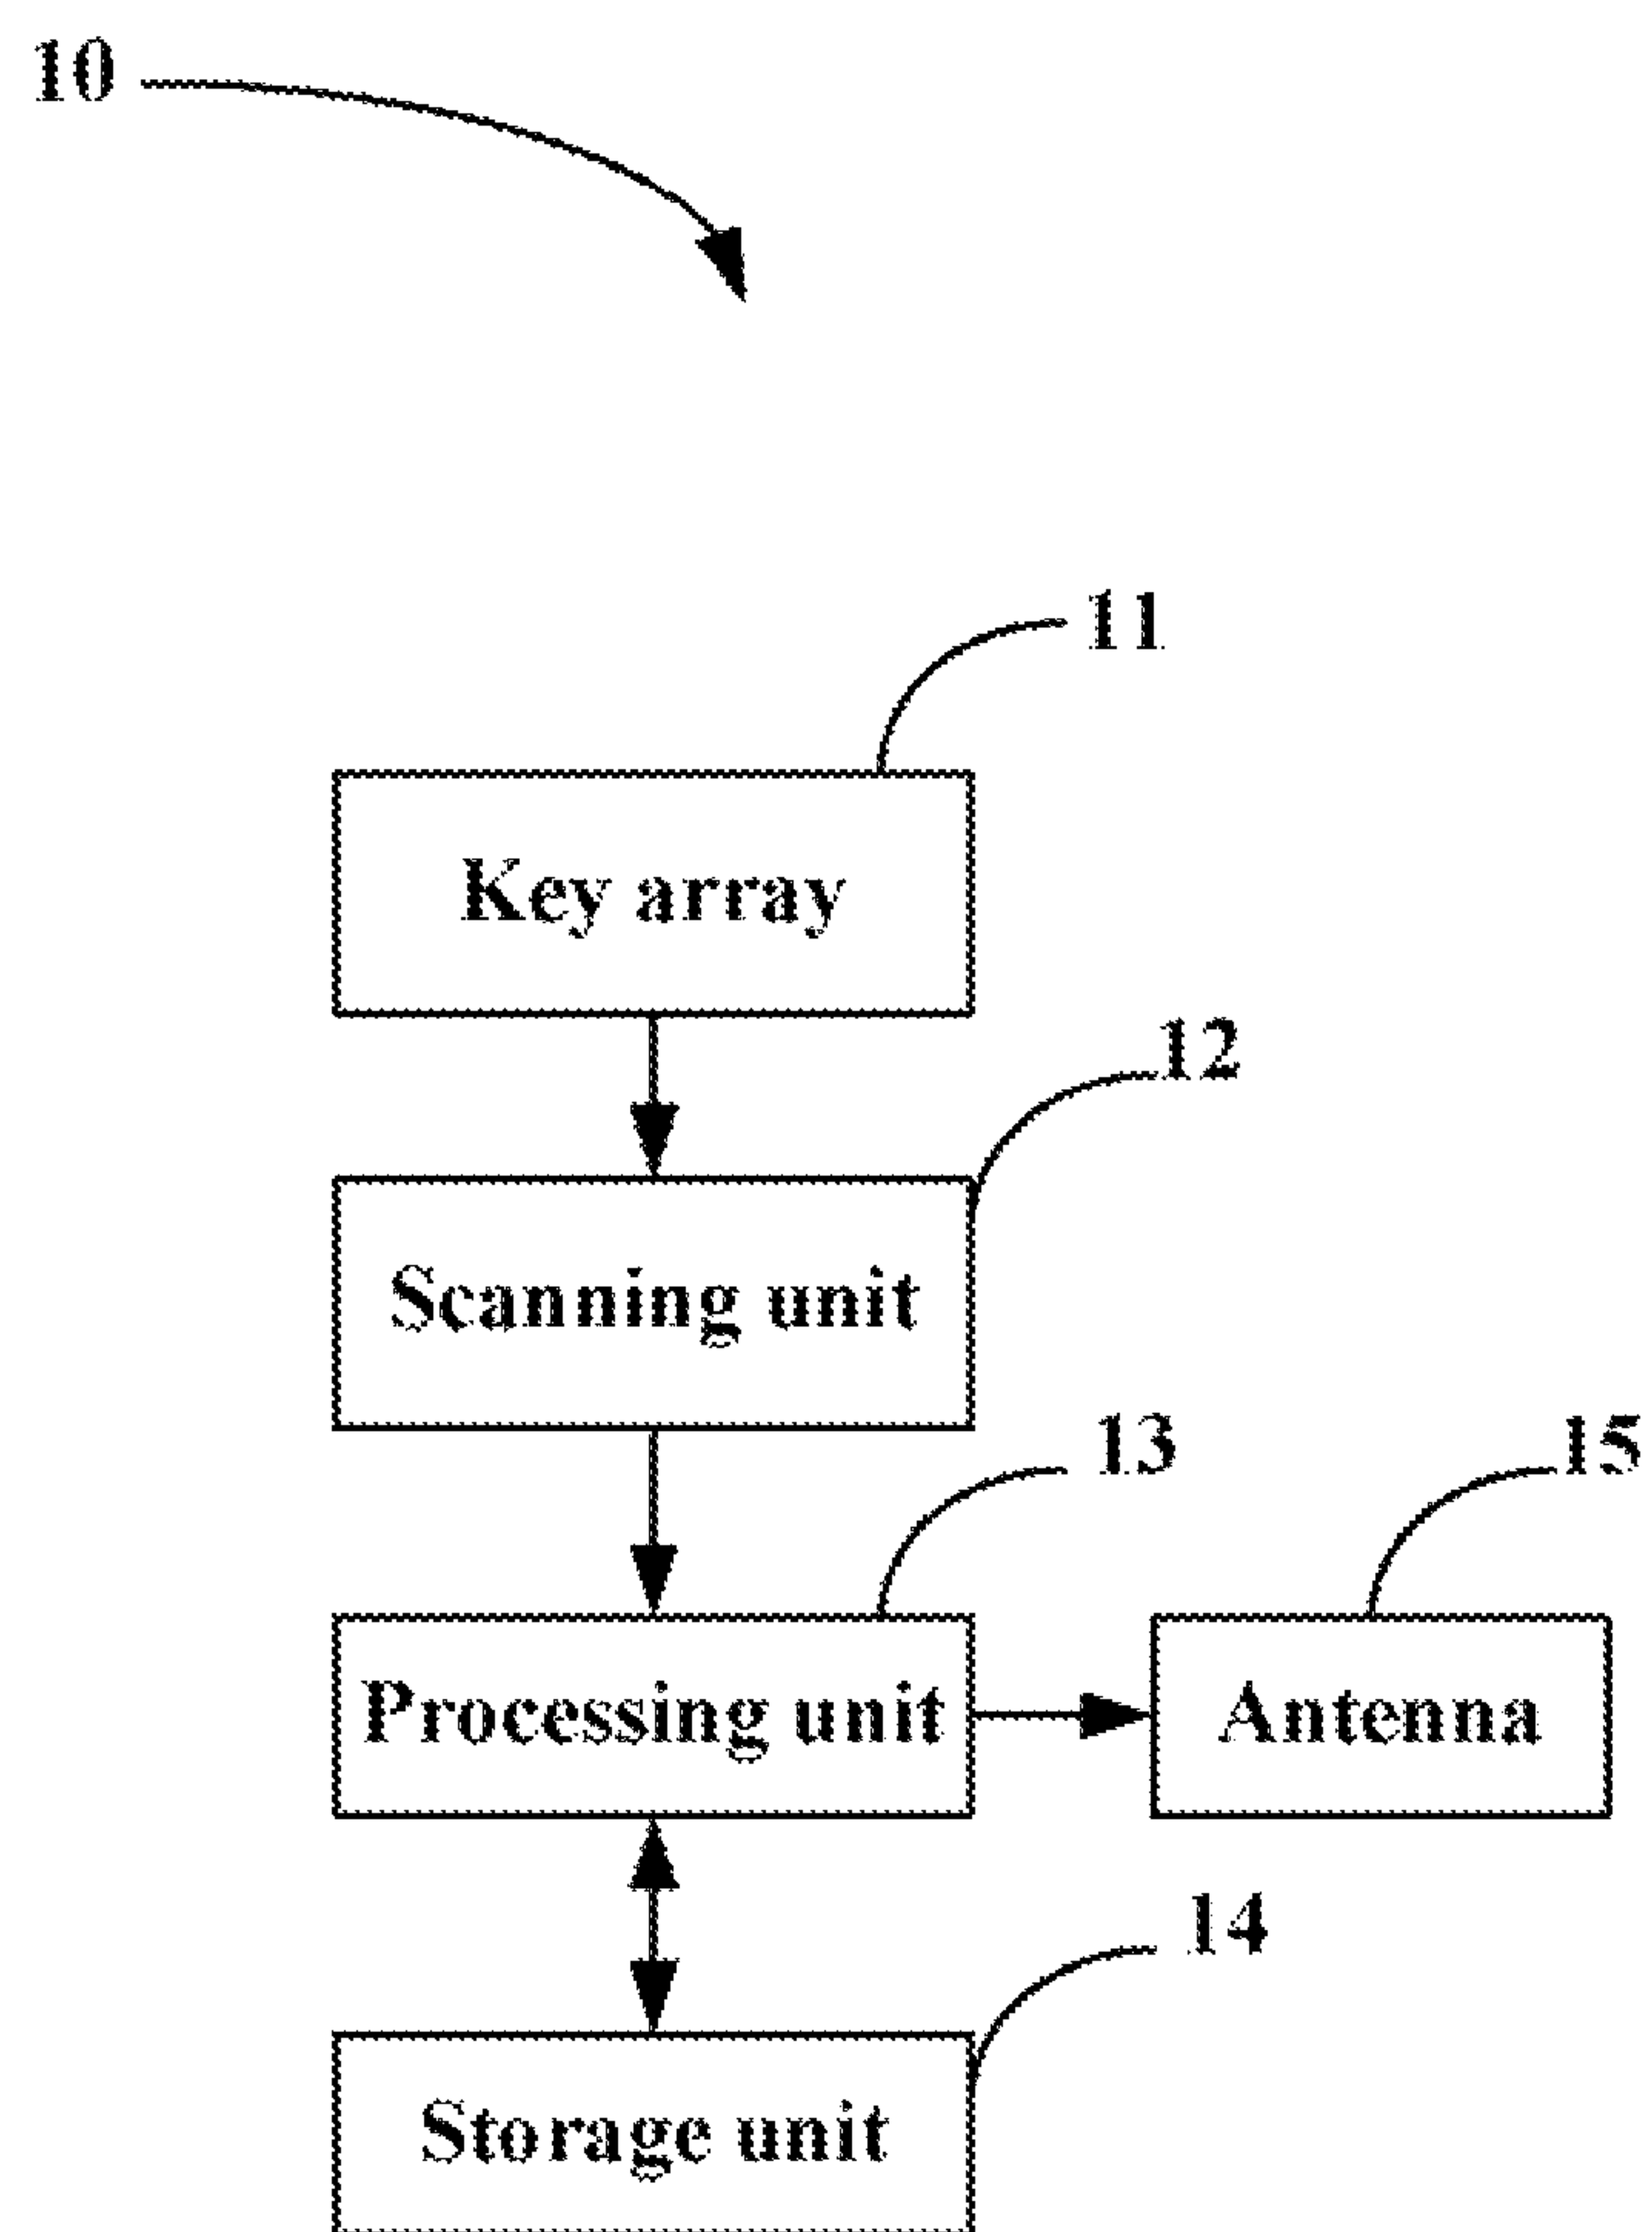 10
11
Key array
12
Scanning unit
13
15
Processing unit
Antenna
14
Storage unit